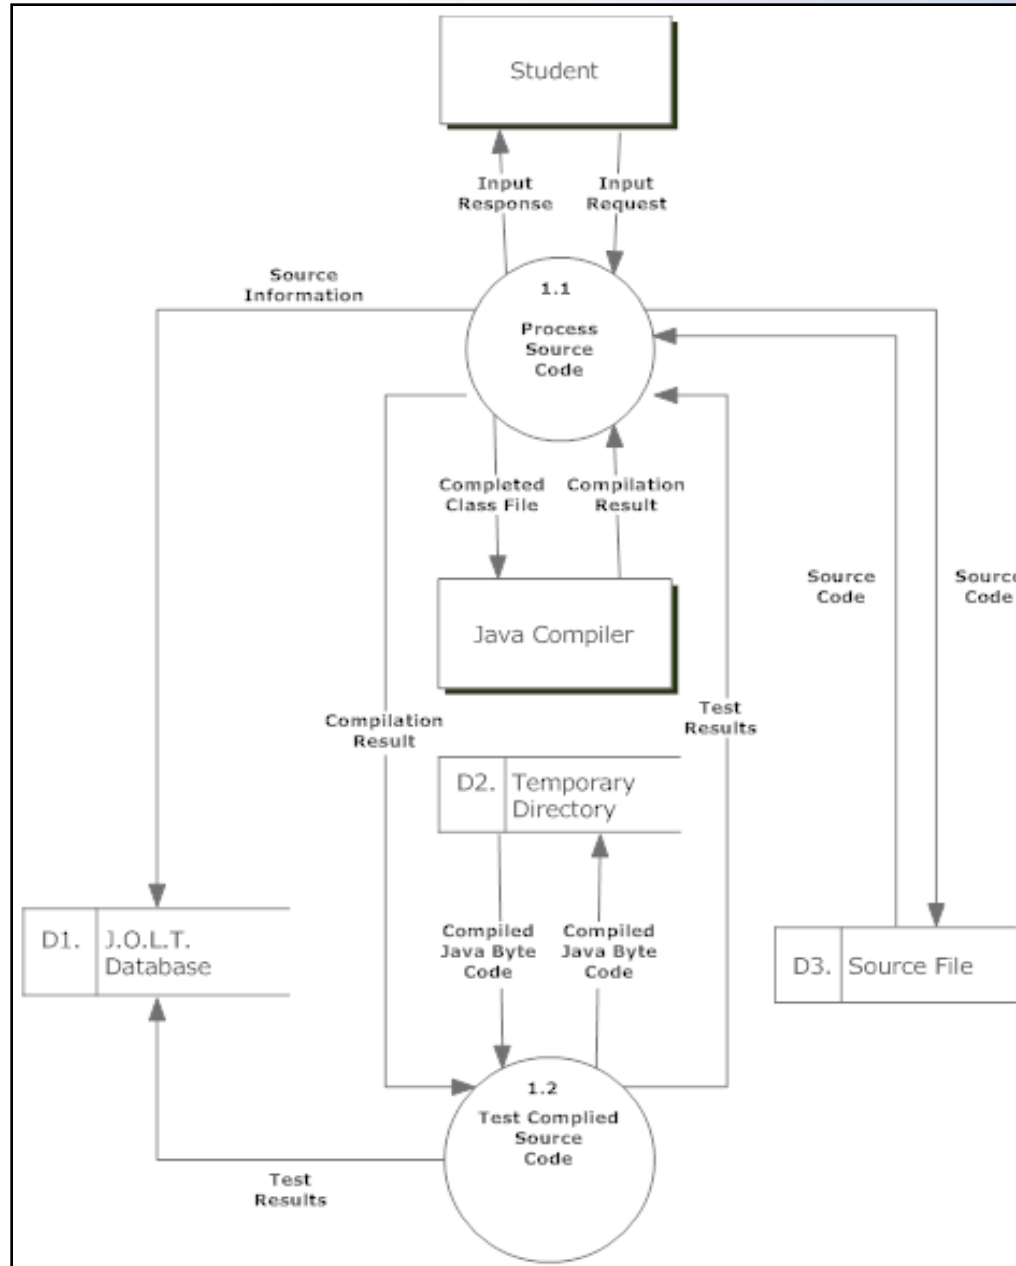 Student
Input
Response
Input
Request
Source
Information
1.1
Process
Source
Code
Completed
Class File
Compilation
Result
Source
Code
Source
Code
Java Compiler
Compilation
Result
Test
Results
D2. Temporary
Directory
Compiled
Java Byte
Code
Compiled
Java Byte
Code
D1. J.O.L.T.
Database
D3. Source File
1.2
Test Complied
Source
Code
Test
Results